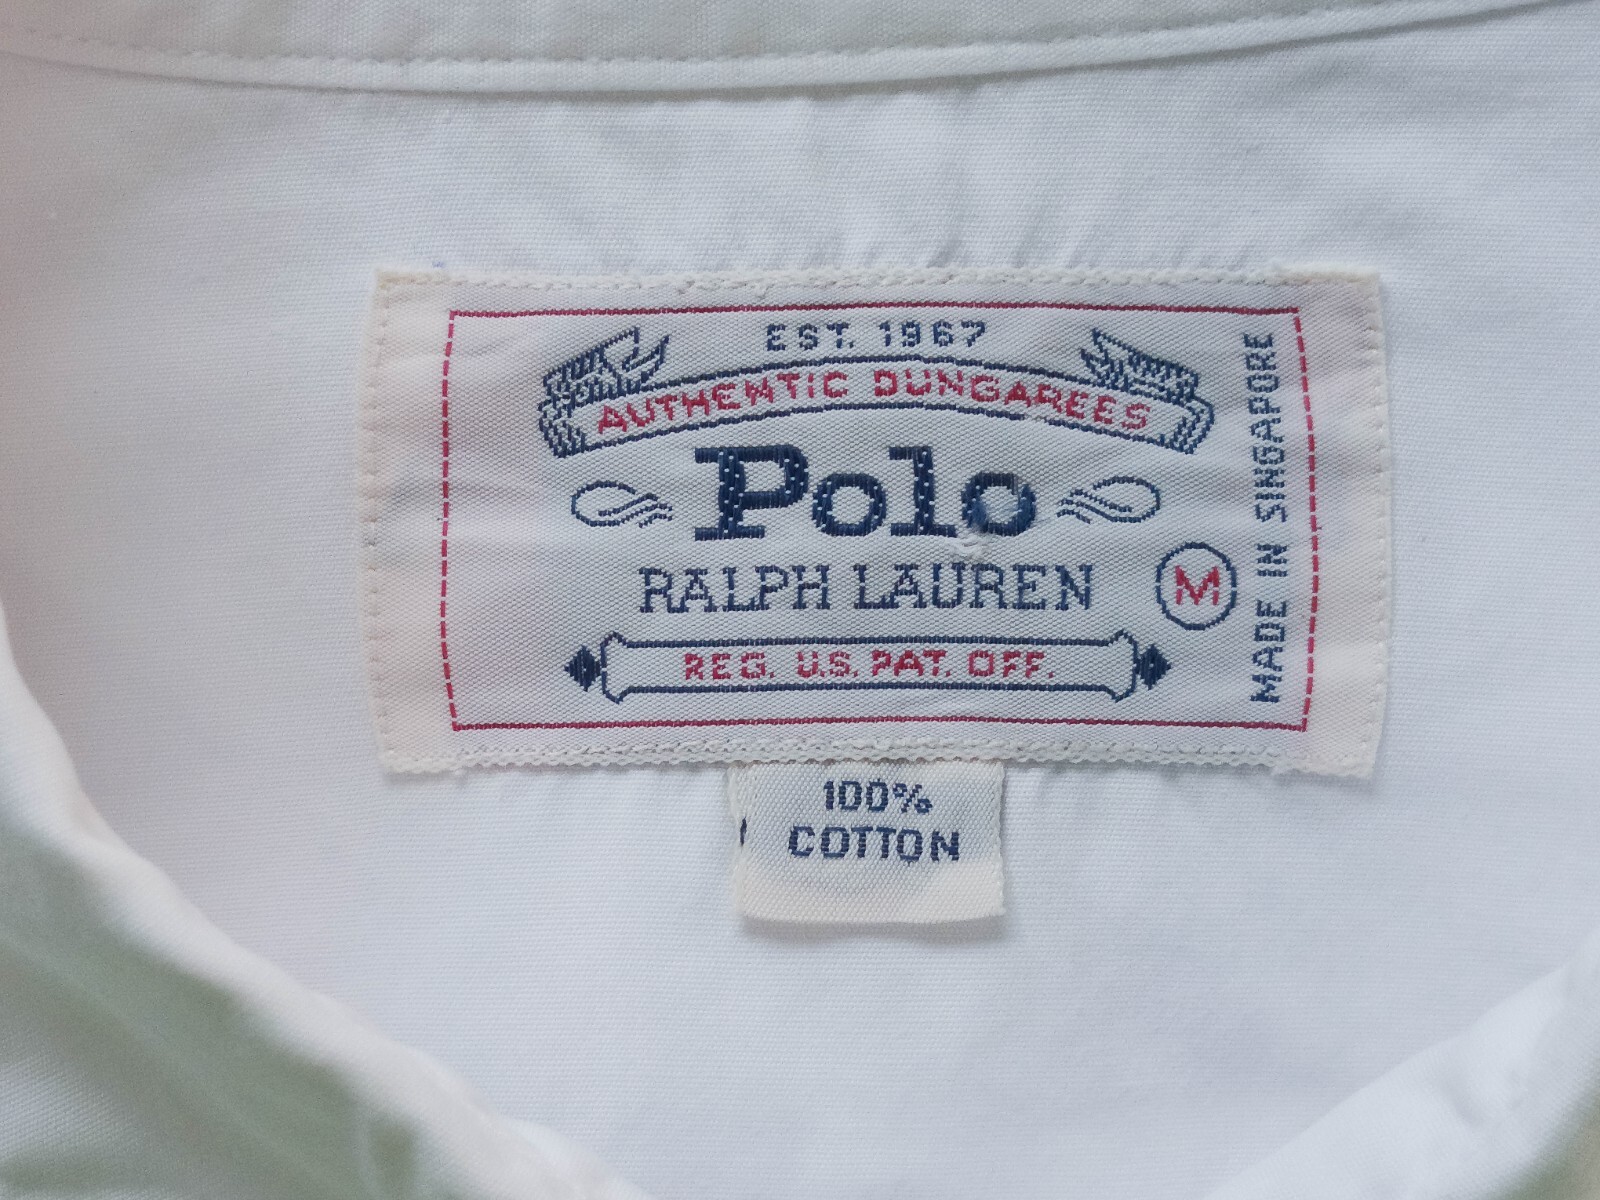 EST. 1967
AUTHENTIC DUNGAREES
Polo
RALPH LAUREN
M
REG. U.S. PAT. OFF.
MADE IN SINGAPORE
100%
COTTON